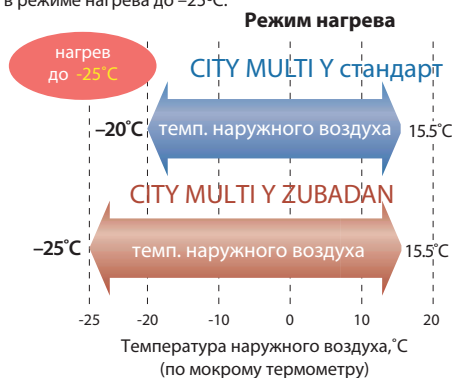 в режиме нагрева до –25˚С.
Режим нагрева
нагрев
до -25˚С
CITY MULTI Y стандарт
–20˚С темп. наружного воздуха 15.5˚С
CITY MULTI Y ZUBADAN
–25˚С темп. наружного воздуха 15.5˚С
-25 -20 -10 0 10 20
Температура наружного воздуха,˚С
(по мокрому термометру)